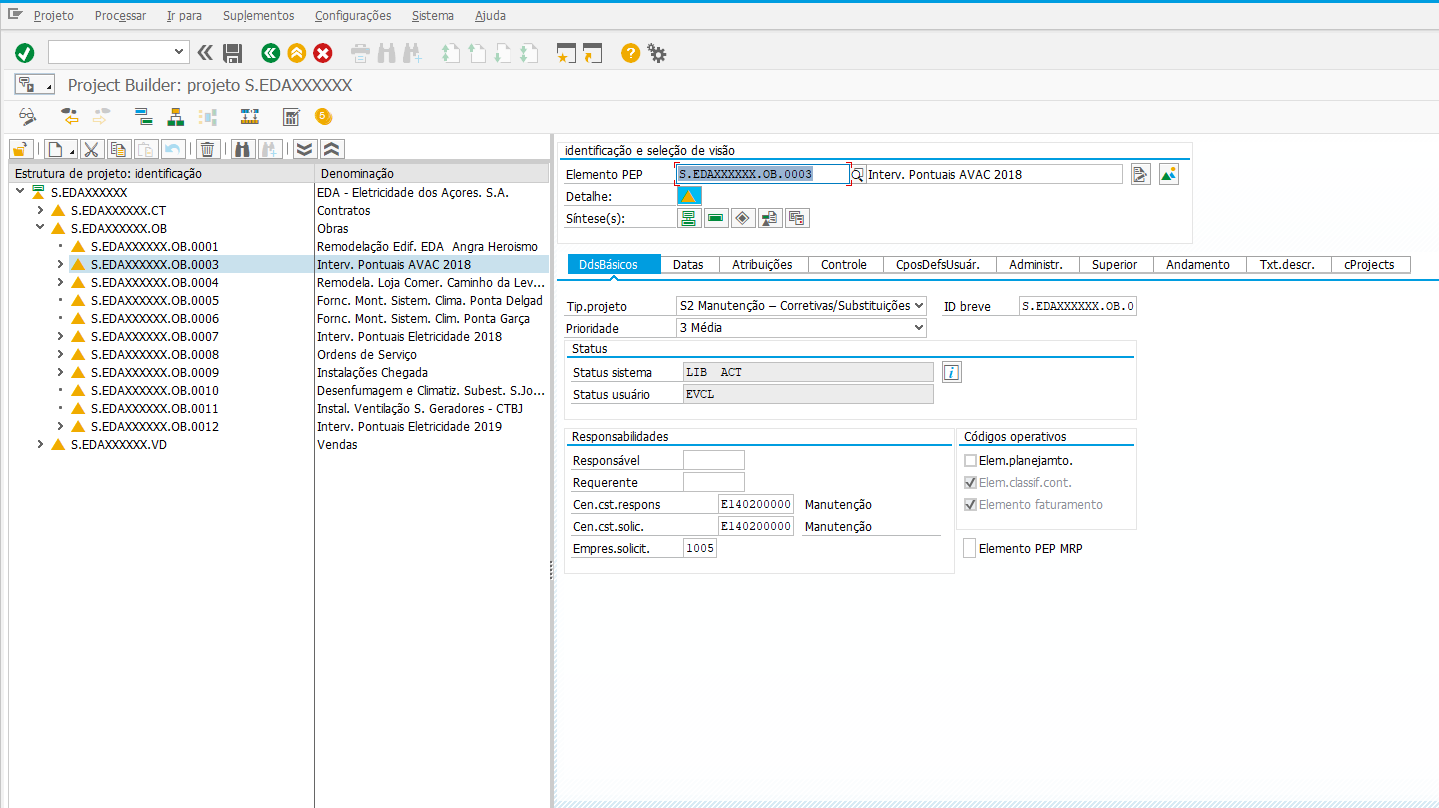 Projeto Processar Ir para Suplementos Configurações Sistema Ajuda
Project Builder: projeto S.EDAXXXXXX
identificação e seleção de visão
Estrutura de projeto: identificação Denominação
Elemento PEP S.EDAXXXXXX.OB.0003 Interv. Pontuais AVAC 2018
Detalhe:
Síntese(s):
S.EDAXXXXXX EDA - Eletricidade dos Açores. S.A.
S.EDAXXXXXX.CT Contratos
S.EDAXXXXXX.OB Obras
S.EDAXXXXXX.OB.0001 Remodelação Edif. EDA Angra Heroismo
S.EDAXXXXXX.OB.0003 Interv. Pontuais AVAC 2018
S.EDAXXXXXX.OB.0004 Remodela. Loja Comer. Caminho da Lev...
S.EDAXXXXXX.OB.0005 Fornc. Mont. Sistem. Clima. Ponta Delgad
S.EDAXXXXXX.OB.0006 Fornc. Mont. Sistem. Clim. Ponta Garça
S.EDAXXXXXX.OB.0007 Interv. Pontuais Eletricidade 2018
S.EDAXXXXXX.OB.0008 Ordens de Serviço
S.EDAXXXXXX.OB.0009 Instalações Chegada
S.EDAXXXXXX.OB.0010 Desenfumagem e Climatiz. Subest. S.Jo...
S.EDAXXXXXX.OB.0011 Instal. Ventilação S. Geradores - CTBJ
S.EDAXXXXXX.OB.0012 Interv. Pontuais Eletricidade 2019
S.EDAXXXXXX.VD Vendas
DdsBásicos Datas Atribuições Controle CposDefsUsuár. Administr. Superior Andamento Txt.descr. cProjects
Tip.projeto S2 Manutenção – Corretivas/Substituições ID breve S.EDAXXXXXX.OB.0
Prioridade 3 Média
Status
Status sistema LIB ACT
Status usuário EVCL
Responsabilidades
Responsável
Requerente
Cen.cst.respons E140200000 Manutenção
Cen.cst.solic. E140200000 Manutenção
Empres.solicit. 1005
Códigos operativos
Elem.planejamto.
Elem.classif.cont.
Elemento faturamento
Elemento PEP MRP